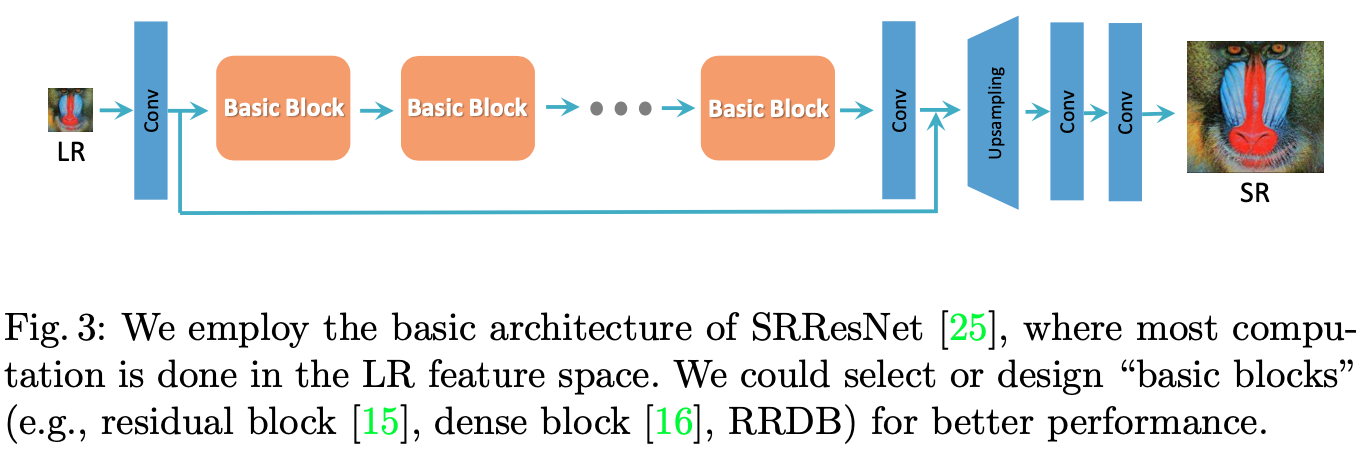 LR
Conv
Basic Block
Basic Block
Basic Block
Conv
Upsampling
Conv
Conv
SR
Fig. 3: We employ the basic architecture of SRResNet [25], where most compu-
tation is done in the LR feature space. We could select or design “basic blocks”
(e.g., residual block [15], dense block [16], RRDB) for better performance.